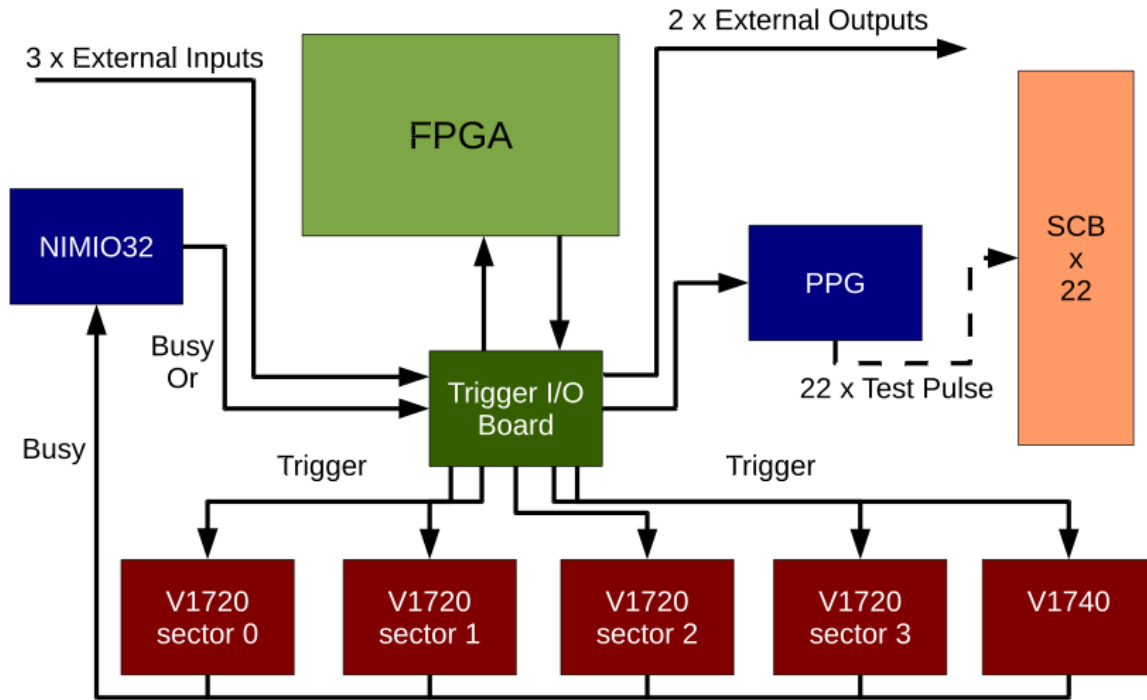 3 x External Inputs
2 x External Outputs
FPGA
NIMIO32
SCB
x
22
PPG
Busy
Or
Trigger I/O
Board
22 x Test Pulse
Busy
Trigger
Trigger
V1720
sector 0
V1720
sector 1
V1720
sector 2
V1720
sector 3
V1740